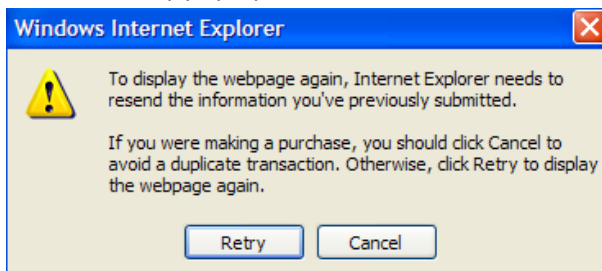 Windows Internet Explorer
To display the webpage again, Internet Explorer needs to
resend the information you've previously submitted.
If you were making a purchase, you should click Cancel to
avoid a duplicate transaction. Otherwise, click Retry to display
the webpage again.
Retry Cancel